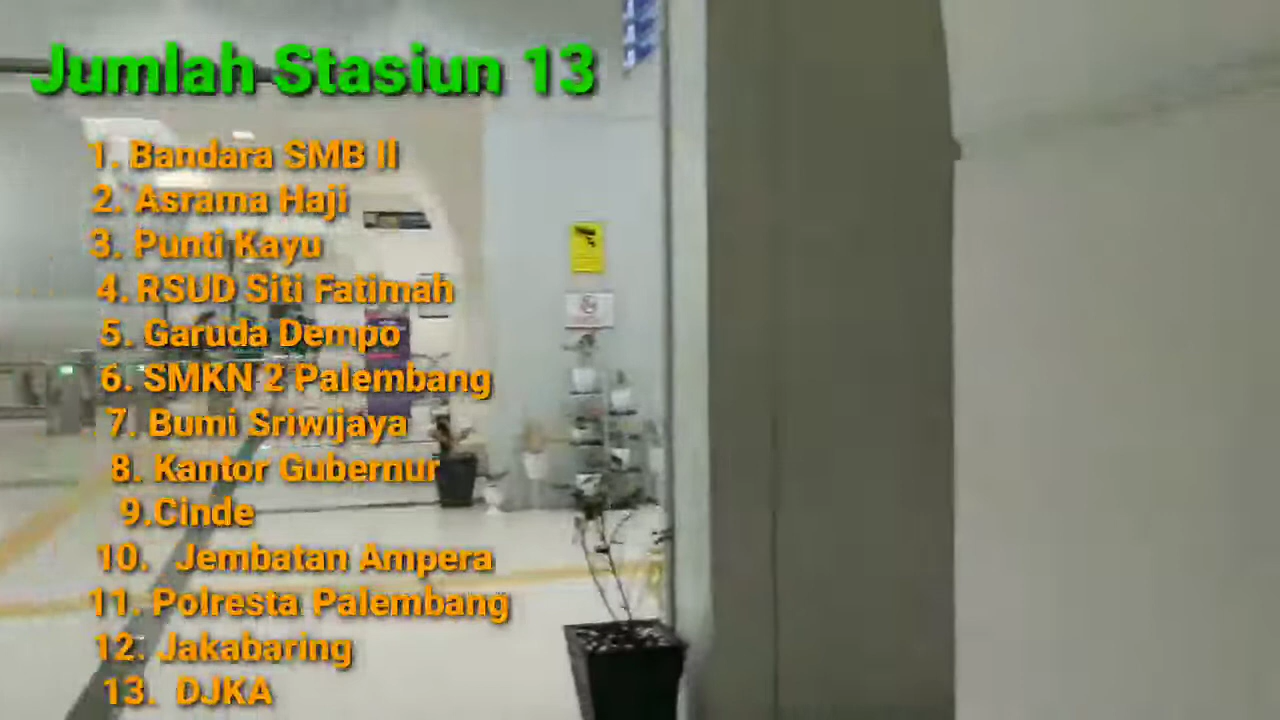 Jumlah Stasiun 13
1. Bandara SMB II
2. Asrama Haji
3. Punti Kayu
4. RSUD Siti Fatimah
5. Garuda Dempo
6. SMKN 2 Palembang
7. Bumi Sriwijaya
8. Kantor Gubernur
9.Cinde
10. Jembatan Ampera
11. Polresta Palembang
12. Jakabaring
13. DJKA